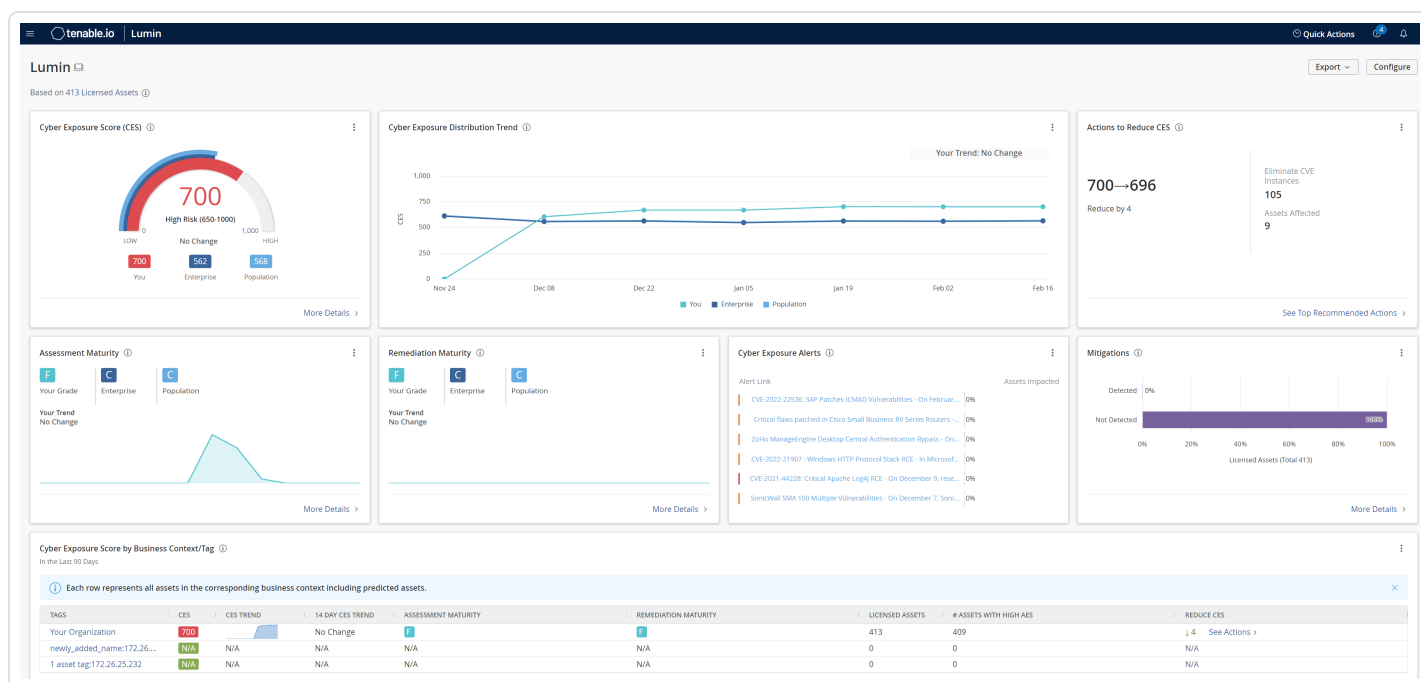 tenable.io Lumin
Quick Actions 4
Lumin
Export Configure
Based on 413 Licensed Assets
Cyber Exposure Score (CES)
700
High Risk (650-1000)
0 1,000
LOW No Change HIGH
700 562 568
You Enterprise Population
More Details
Cyber Exposure Distribution Trend
Your Trend: No Change
1,000
750
500
250
0
CES
Nov 24 Dec 08 Dec 22 Jan 05 Jan 19 Feb 02 Feb 16
You Enterprise Population
Actions to Reduce CES
700→696
Reduce by 4
Eliminate CVE
Instances
105
Assets Affected
9
See Top Recommended Actions
Assessment Maturity
F C C
Your Grade Enterprise Population
Your Trend
No Change
More Details
Remediation Maturity
F C C
Your Grade Enterprise Population
Your Trend
No Change
More Details
Cyber Exposure Alerts
Alert Link Assets Impacted
CVE-2022-22536: SAP Patches ICMAD Vulnerabilities - On Februar... 0%
Critical flaws patched in Cisco Small Business RV Series Routers -... 0%
ZoHo ManageEngine Desktop Central Authentication Bypass - On... 0%
CVE-2022-21907 : Windows HTTP Protocol Stack RCE - In Microsof... 0%
CVE-2021-44228: Critical Apache Log4j RCE - On December 9, rese... 0%
SonicWall SMA 100 Multiple Vulnerabilities - On December 7, Soni... 0%
Mitigations
Detected 0%
Not Detected 100%
0% 20% 40% 60% 80% 100%
Licensed Assets (Total 413)
More Details
Cyber Exposure Score by Business Context/Tag
In the Last 90 Days
Each row represents all assets in the corresponding business context including predicted assets.
TAGS CES CES TREND 14 DAY CES TREND ASSESSMENT MATURITY REMEDIATION MATURITY LICENSED ASSETS # ASSETS WITH HIGH AES REDUCE CES
Your Organization 700 No Change F F 413 409 ↓ 4 See Actions
newly_added_name:172.26.... N/A N/A N/A N/A N/A 0 0 N/A
1 asset tag:172.26.25.232 N/A N/A N/A N/A N/A 0 0 N/A